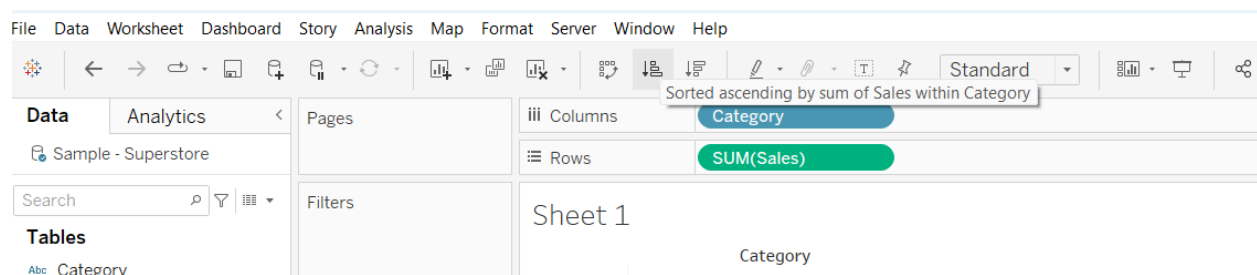 File Data Worksheet Dashboard Story Analysis Map Format Server Window Help
Standard
Sorted ascending by sum of Sales within Category
Data Analytics
Pages
Columns Category
Sample - Superstore
Rows SUM(Sales)
Search
Filters
Sheet 1
Tables
Category
Abc Category